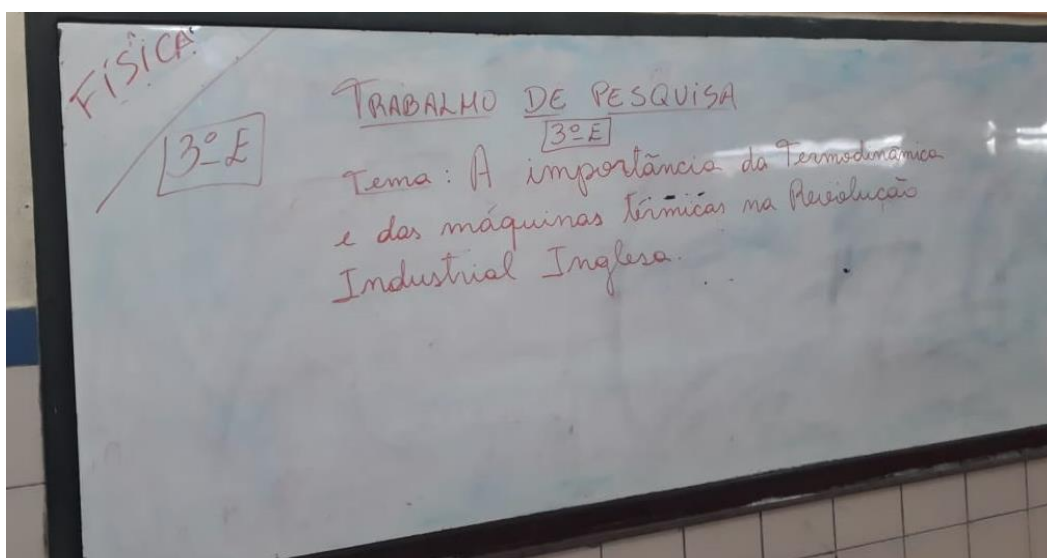 FÍSICA
3º E
TRABALHO DE PESQUISA
3º E
Tema: A importância da Termodinâmica
e das máquinas térmicas na Revolução
Industrial Inglesa.